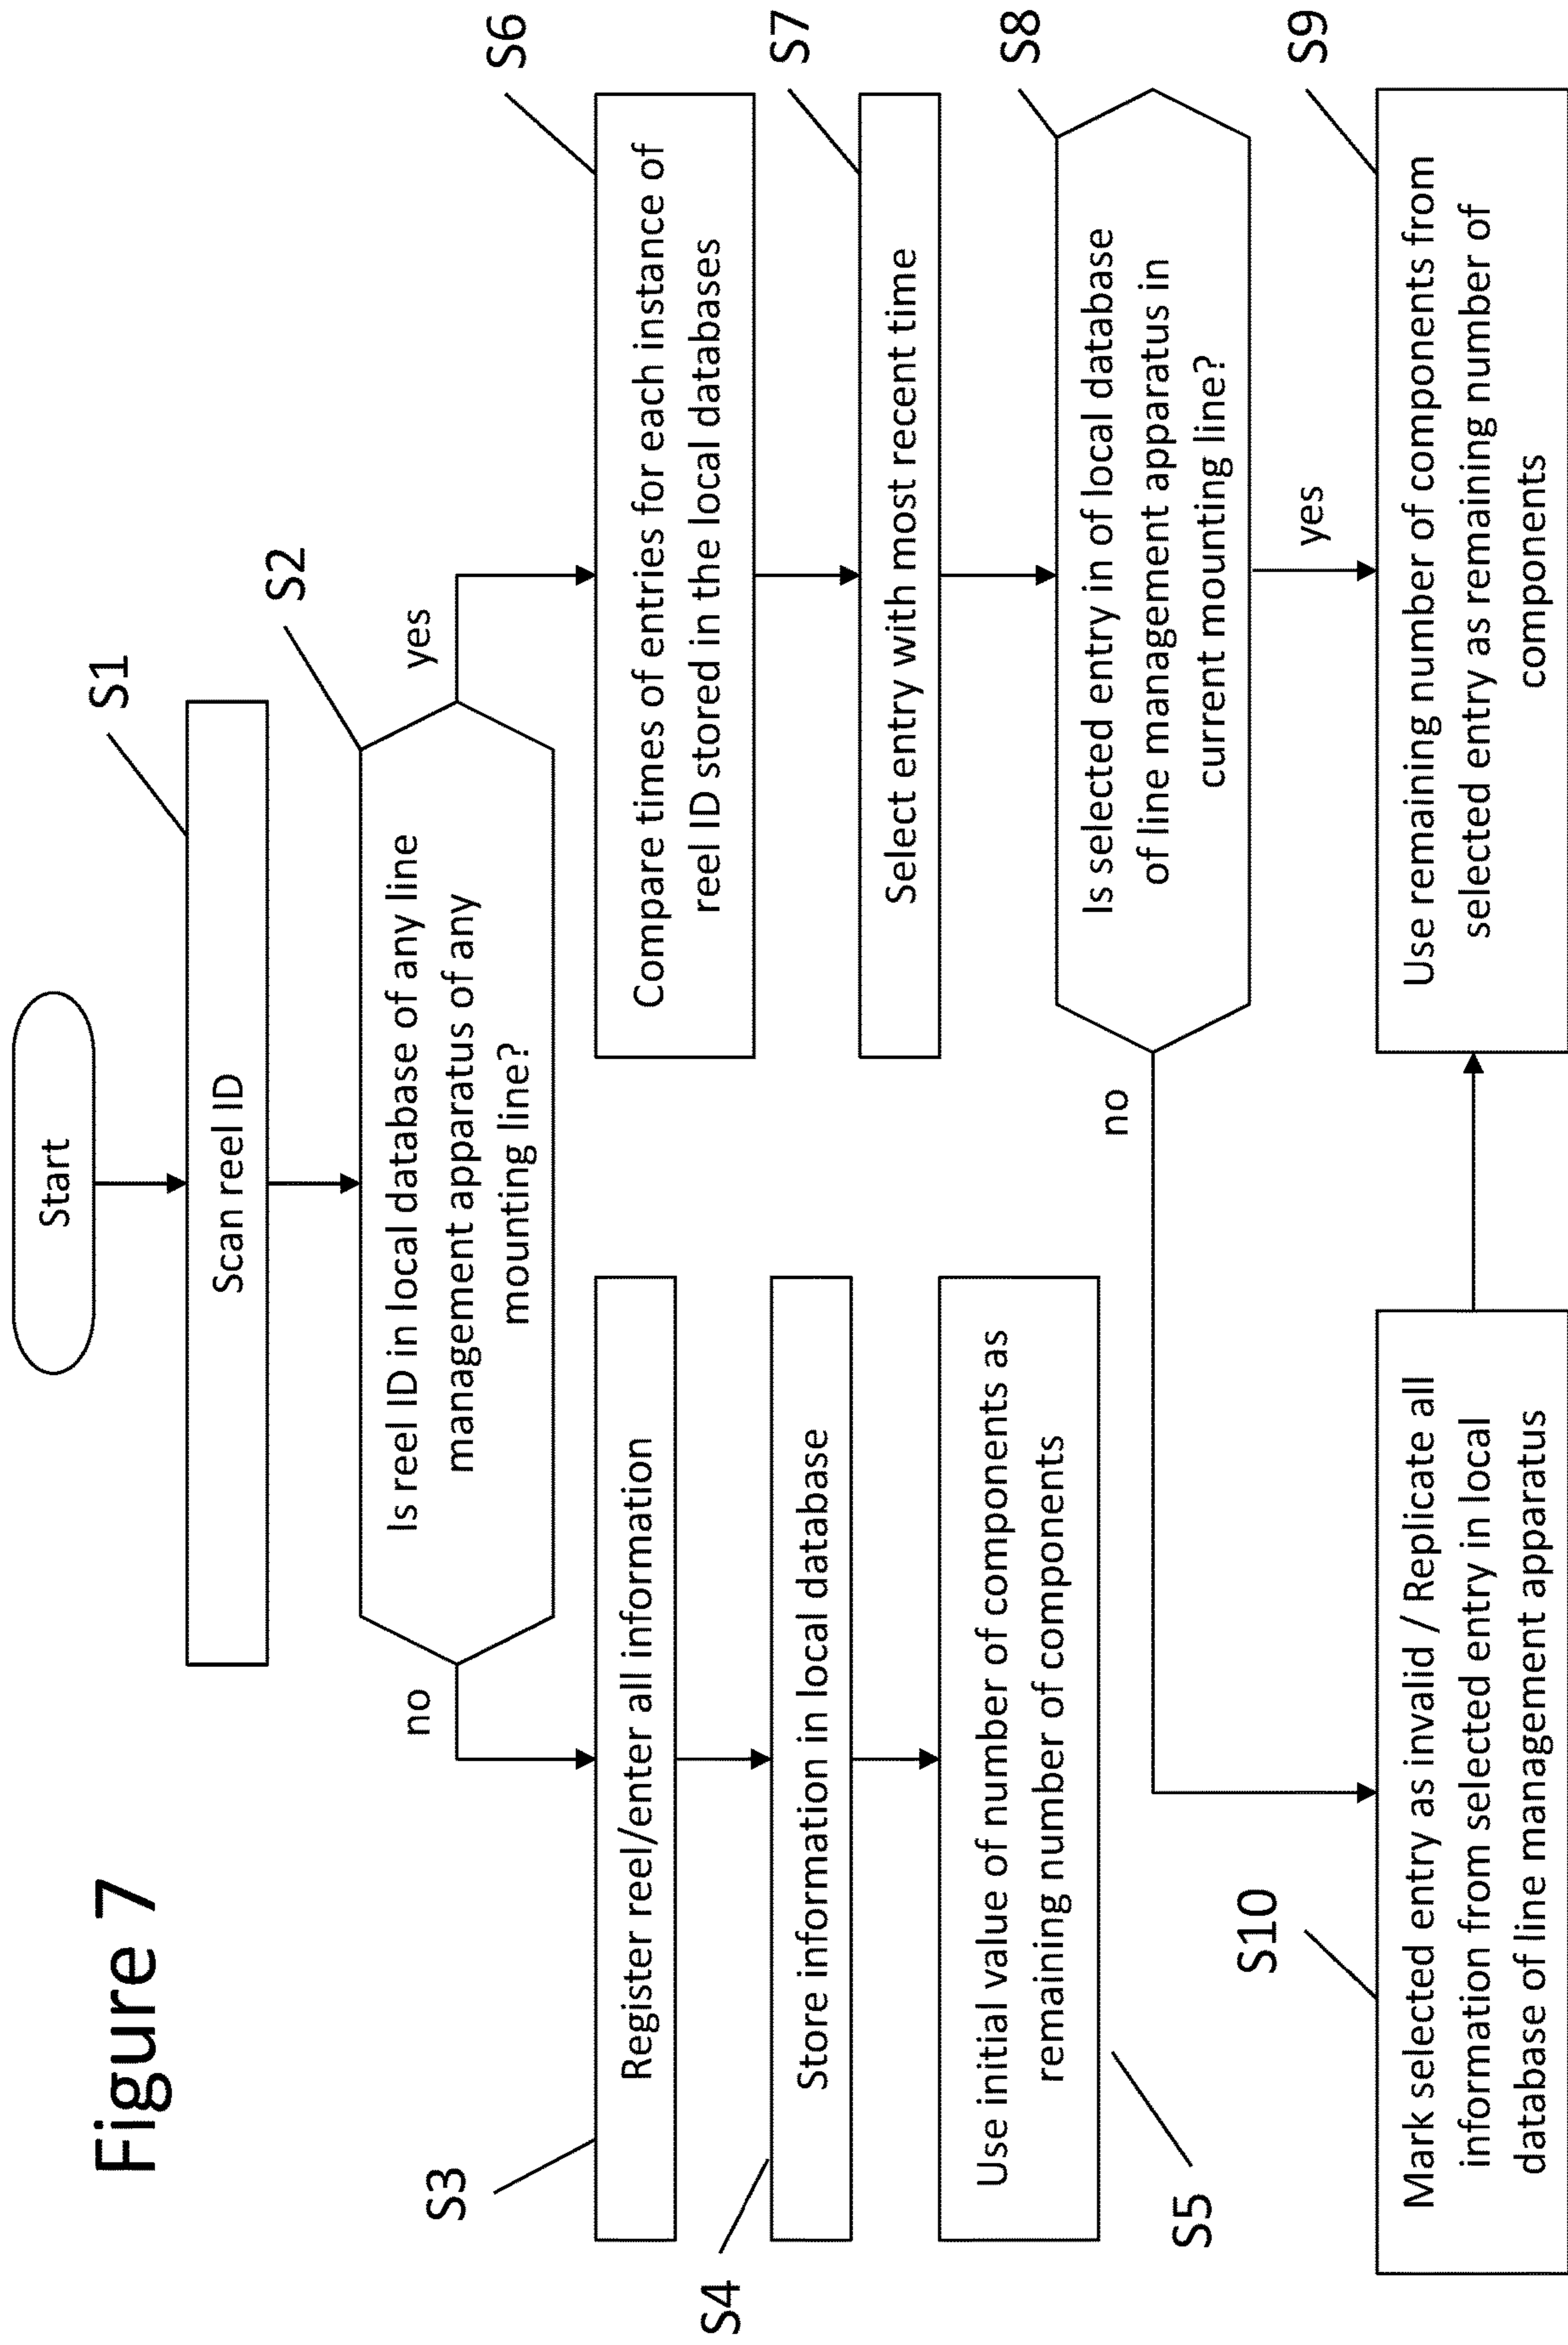 Figure 7
Start
S1
Scan reel ID
S2
Is reel ID in local database of any line
management apparatus of any
mounting line?
no
yes
S3
Register reel/enter all information
S4
Store information in local database
Use initial value of number of components as
remaining number of components
S5
S6
Compare times of entries for each instance of
reel ID stored in the local databases
S7
Select entry with most recent time
S8
Is selected entry in of local database
of line management apparatus in
current mounting line?
no
yes
S10
Mark selected entry as invalid / Replicate all
information from selected entry in local
database of line management apparatus
S9
Use remaining number of components from
selected entry as remaining number of
components